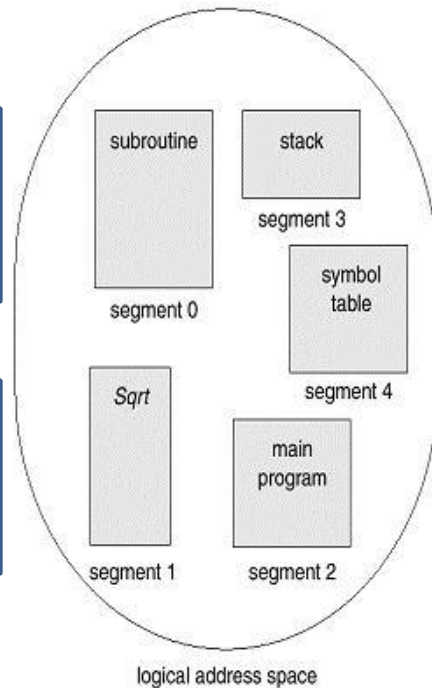 subroutine
segment 0
stack
segment 3
symbol
table
segment 4
Sqrt
segment 1
main
program
segment 2
logical address space